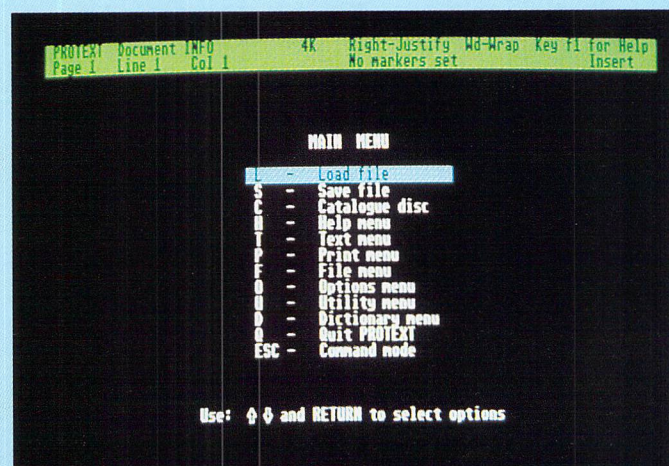 PROTEXT Document INFO 4K Right-Justify Wd-Wrap Key f1 for Help
Page 1 Line 1 Col 1 No markers set Insert
MAIN MENU
L - Load file
S - Save file
C - Catalogue disc
H - Help menu
T - Text menu
P - Print menu
F - File menu
O - Options menu
U - Utility menu
D - Dictionary menu
Q - Quit PROTEXT
ESC - Command mode
Use: ⇧ ⇩ and RETURN to select options